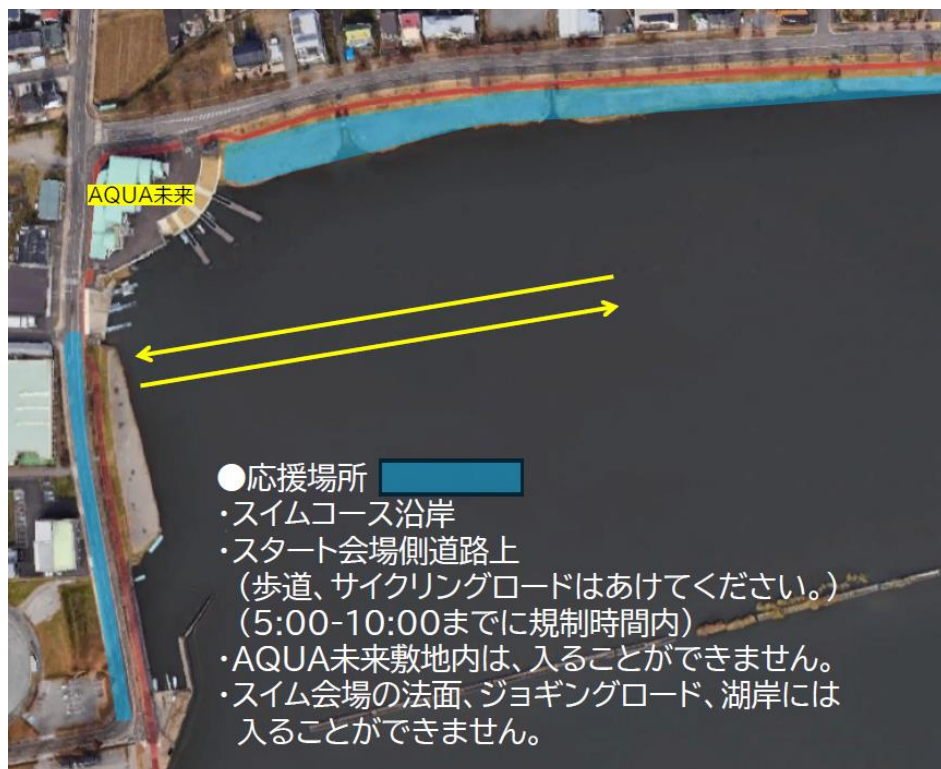 AQUA未来
●応援場所
・スイムコース沿岸
・スタート会場側道路上
（歩道、サイクリングロードはあけてください。）
（5:00-10:00までに規制時間内）
・AQUA未来敷地内は、入ることができません。
・スイム会場の法面、ジョギングロード、湖岸には
入ることができません。